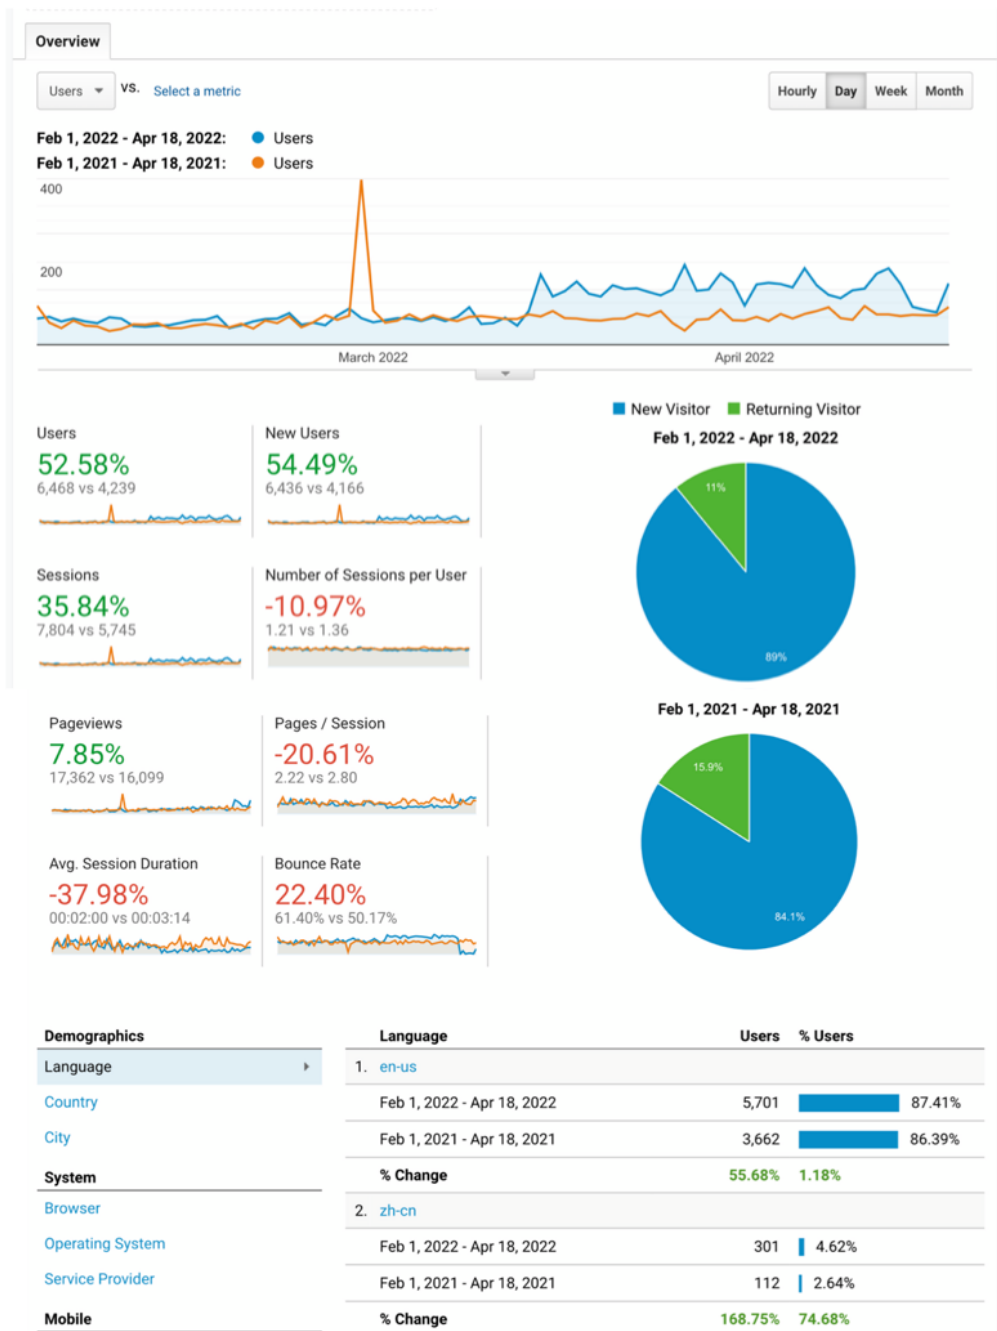 Overview
Users VS. Select a metric
Hourly Day Week Month
Feb 1, 2022 - Apr 18, 2022: Users
Feb 1, 2021 - Apr 18, 2021: Users
400
200
March 2022 April 2022
New Visitor Returning Visitor
Feb 1, 2022 - Apr 18, 2022
11%
89%
Users
52.58%
6,468 vs 4,239
New Users
54.49%
6,436 vs 4,166
Sessions
35.84%
7,804 vs 5,745
Number of Sessions per User
-10.97%
1.21 vs 1.36
Feb 1, 2021 - Apr 18, 2021
15.9%
84.1%
Pageviews
7.85%
17,362 vs 16,099
Pages / Session
-20.61%
2.22 vs 2.80
Avg. Session Duration
-37.98%
00:02:00 vs 00:03:14
Bounce Rate
22.40%
61.40% vs 50.17%
Demographics
Language
Country
City
System
Browser
Operating System
Service Provider
Mobile
Language Users % Users
1. en-us
Feb 1, 2022 - Apr 18, 2022 5,701 87.41%
Feb 1, 2021 - Apr 18, 2021 3,662 86.39%
% Change 55.68% 1.18%
2. zh-cn
Feb 1, 2022 - Apr 18, 2022 301 4.62%
Feb 1, 2021 - Apr 18, 2021 112 2.64%
% Change 168.75% 74.68%